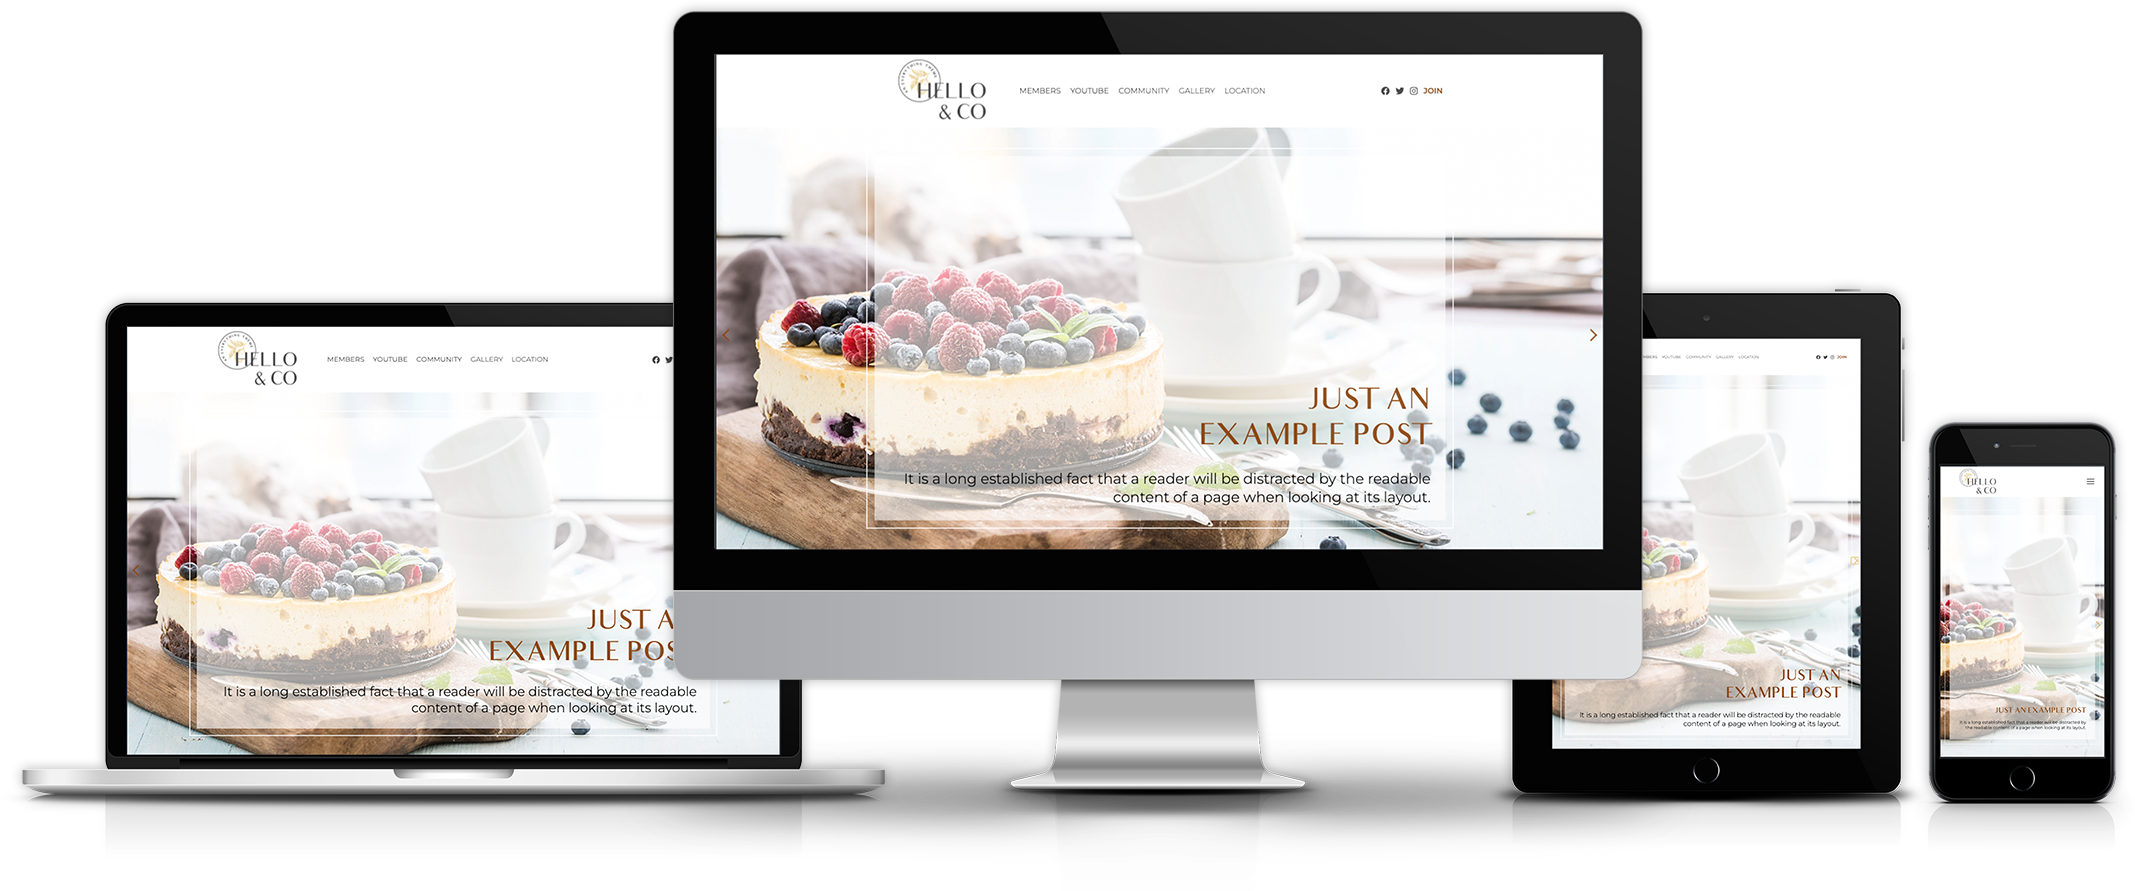 HELLO
& CO
MEMBERS YOUTUBE COMMUNITY GALLERY LOCATION
JOIN
JUST AN
EXAMPLE POST
It is a long established fact that a reader will be distracted by the readable
content of a page when looking at its layout.
HELLO
& CO
MEMBERS YOUTUBE COMMUNITY GALLERY LOCATION
JUST A
EXAMPLE POS
It is a long established fact that a reader will be distracted by the readable
content of a page when looking at its layout.
YOUTUBE COMMUNITY GALLERY LOCATION JOIN
JUST AN
EXAMPLE POST
It is a long established fact that a reader will be distracted by the readable
content of a page when looking at its layout.
HELLO
& CO
JUST AN EXAMPLE POST
It is a long established fact that a reader will be distracted by
the readable content of a page when looking at its layout.